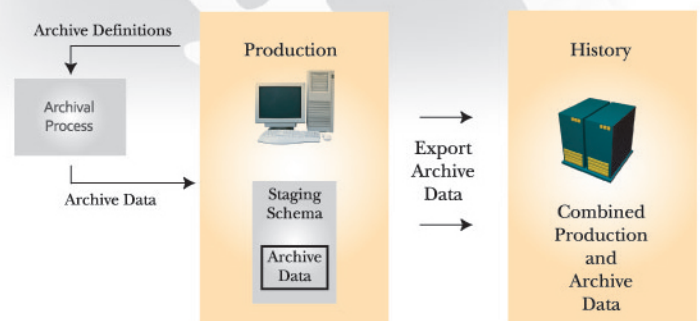 Archive Definitions
Archival
Process
Archive Data
Production
Staging
Schema
Archive
Data
Export
Archive
Data
History
Combined
Production
and
Archive
Data